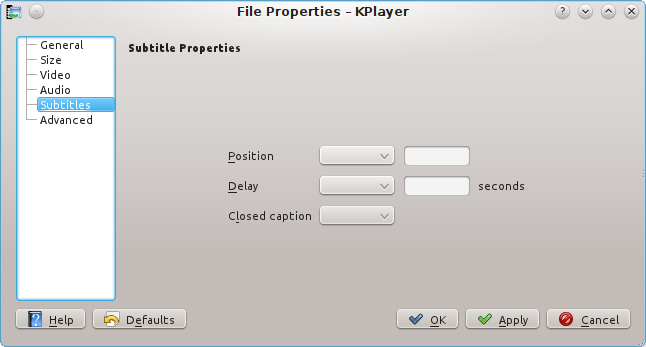 File Properties – KPlayer
General
Size
Video
Audio
Subtitles
Advanced
Subtitle Properties
Position
Delay seconds
Closed caption
Help Defaults OK Apply Cancel